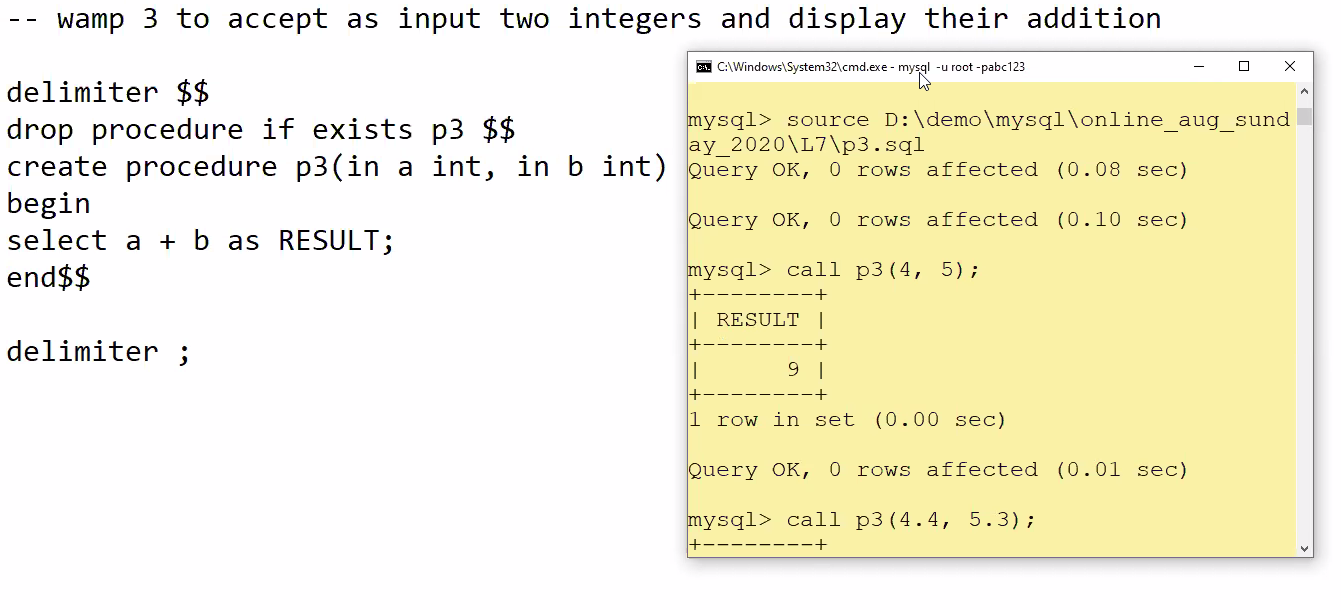 -- wamp 3 to accept as input two integers and display their addition
delimiter $$
drop procedure if exists p3 $$
create procedure p3(in a int, in b int)
begin
select a + b as RESULT;
end$$
delimiter ;
C:\Windows\System32\cmd.exe - mysql -u root -pabc123
mysql> source D:\demo\mysql\online_aug_sund
ay_2020\L7\p3.sql
Query OK, 0 rows affected (0.08 sec)
Query OK, 0 rows affected (0.10 sec)
mysql> call p3(4, 5);
+--------+
| RESULT |
+--------+
|      9 |
+--------+
1 row in set (0.00 sec)
Query OK, 0 rows affected (0.01 sec)
mysql> call p3(4.4, 5.3);
+--------+